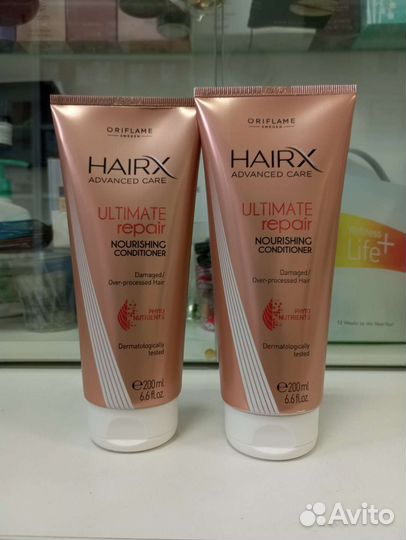 ORIFLAME
SWEDEN
HAIRX
ADVANCED CARE
ULTIMATE
repair
NOURISHING
CONDITIONER
Damaged/
Over-processed Hair
PHYTO
NUTRIENTS
Dermatologically
tested
℮200 ml
6.6 fl.oz.
ORIFLAME
SWEDEN
HAIRX
ADVANCED CARE
ULTIMATE
repair
NOURISHING
CONDITIONER
Damaged/
Over-processed Hair
PHYTO
NUTRIENTS
Dermatologically
tested
℮200 ml
6.6 fl.oz.
Life+
Avito